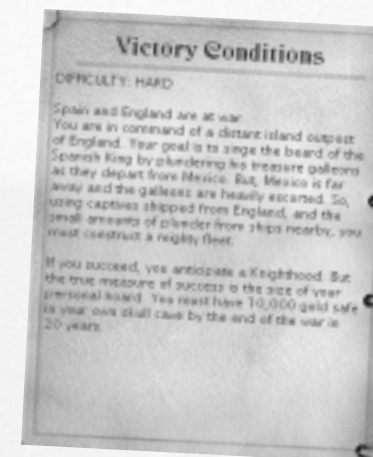 Victory Conditions
DIFFICULTY: HARD
Spain and England are at war.
You are in command of a distant island outpost
of England. Your goal is to singe the beard of the
Spanish King by plundering his treasure galleons
as they depart from Mexico. But, Mexico is far
away and the galleons are heavily escorted. So,
using captives shipped from England, and the
small amounts of plunder from ships nearby, you
must construct a mighty fleet.
If you succeed, you anticipate a Knighthood. But
the true measure of success is the size of your
personal hoard. You must have 10,000 gold safe
in your own skull cave by the end of the war in
20 years.